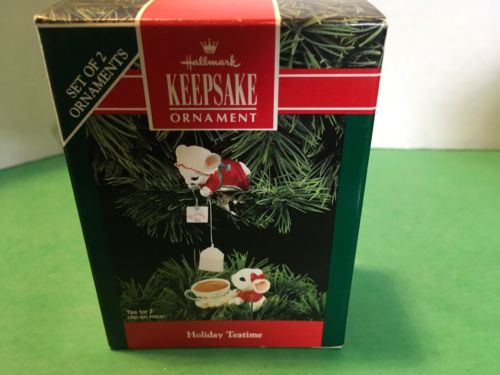 SET OF 2
ORNAMENTS
Hallmark
KEEPSAKE
ORNAMENT
Tea for 2
Holiday Teatime